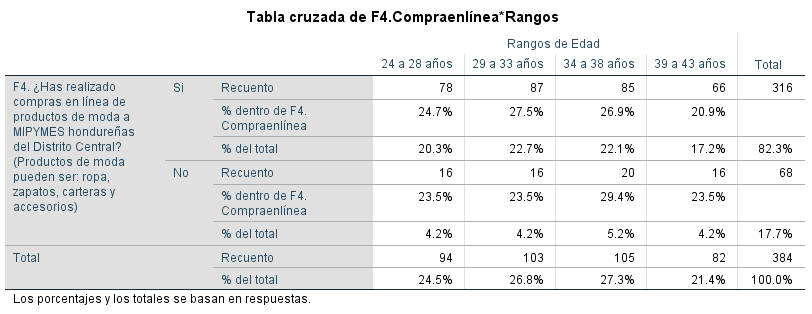 Tabla cruzada de F4.Compraenlínea*Rangos
Rangos de Edad
24 a 28 años 29 a 33 años 34 a 38 años 39 a 43 años Total
F4. ¿Has realizado compras en línea de productos de moda a MIPYMES hondureñas del Distrito Central? (Productos de moda pueden ser: ropa, zapatos, carteras y accesorios)
Si Recuento 78 87 85 66 316
% dentro de F4. Compraenlínea 24.7% 27.5% 26.9% 20.9%
% del total 20.3% 22.7% 22.1% 17.2% 82.3%
No Recuento 16 16 20 16 68
% dentro de F4. Compraenlínea 23.5% 23.5% 29.4% 23.5%
% del total 4.2% 4.2% 5.2% 4.2% 17.7%
Total Recuento 94 103 105 82 384
% del total 24.5% 26.8% 27.3% 21.4% 100.0%
Los porcentajes y los totales se basan en respuestas.